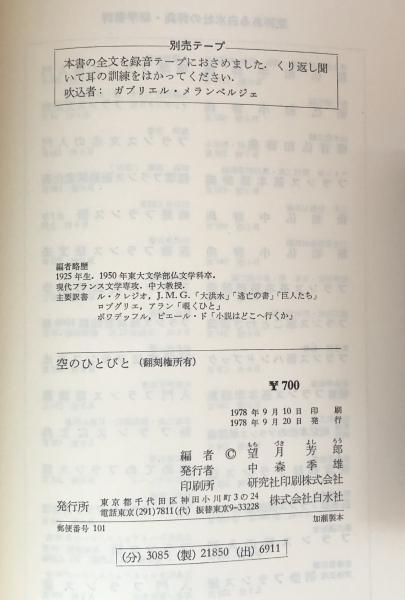 別売テープ
本書の全文を録音テープにおさめました．くり返し聞
いて耳の訓練をはかってください．
吹込者： ガブリエル・メランベルジェ
編者略歴
1925年生．1950年東大文学部仏文学科卒．
現代フランス文学専攻．中大教授．
主要訳書 ル・クレジオ，J. M. G.「大洪水」「逃亡の書」「巨人たち」
ロブグリエ，アラン「覗くひと」
ボワデッフル，ピエール・ド「小説はどこへ行くか」
空のひとびと（翻刻権所有）
¥700
1978年9月10日 印刷
1978年9月20日 発行
編者 © 望月芳郎
もち づき よし ろう
発行者 中森季雄
印刷所 研究社印刷株式会社
発行所 東京都千代田区神田小川町3の24 株式会社白水社
電話東京(291)7811(代) 振替東京9-33228
郵便番号 101 加瀬製本
(分) 3085 (製) 21850 (出) 6911